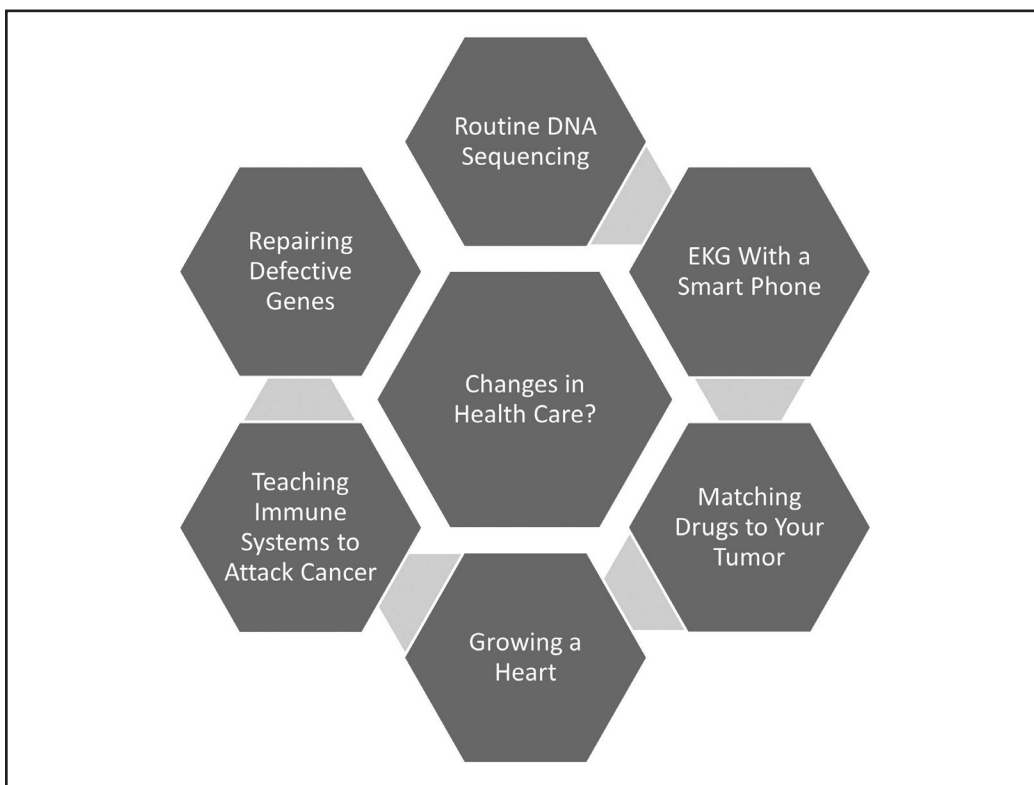 Routine DNA
Sequencing
EKG With a
Smart Phone
Matching
Drugs to Your
Tumor
Growing a
Heart
Teaching
Immune
Systems to
Attack Cancer
Repairing
Defective
Genes
Changes in
Health Care?